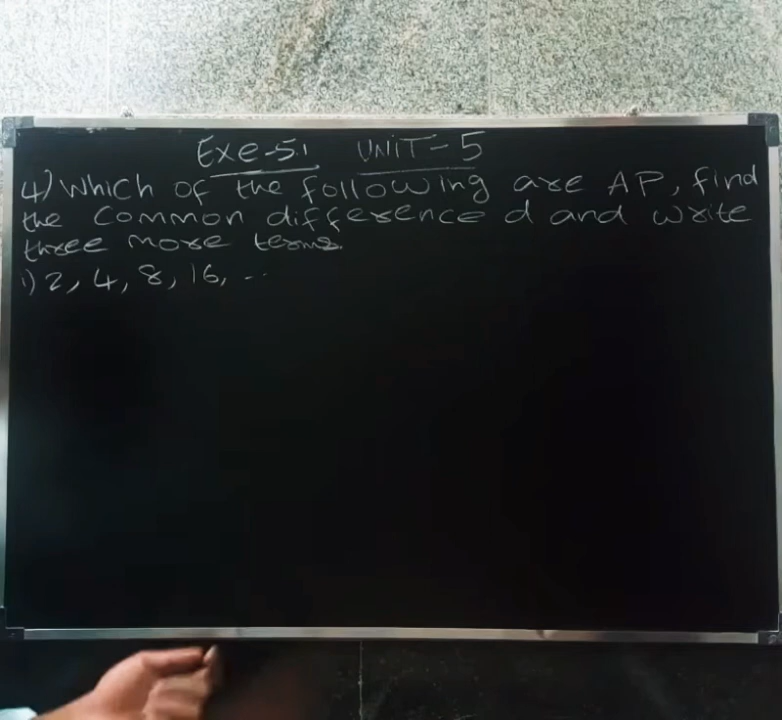 Exe-5.1 UNIT-5
4) Which of the following are AP, find
the common difference d and write
three more terms.
i) 2, 4, 8, 16, ...